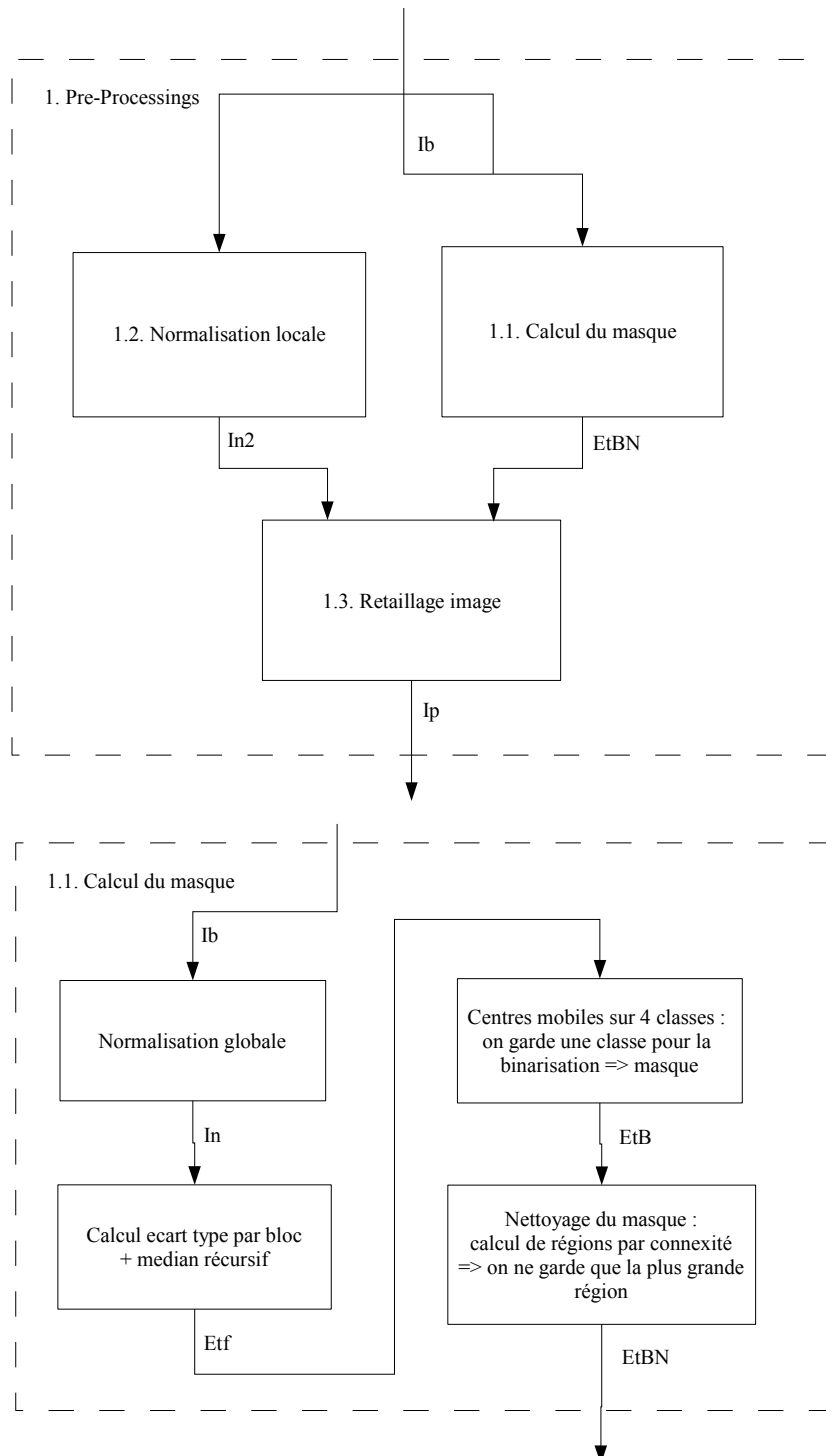 1. Pre-Processings
Ib
1.2. Normalisation locale
1.1. Calcul du masque
In2
EtBN
1.3. Retaillage image
Ip
1.1. Calcul du masque
Ib
Normalisation globale
In
Calcul ecart type par bloc
+ median récursif
Etf
Centres mobiles sur 4 classes :
on garde une classe pour la
binarisation => masque
EtB
Nettoyage du masque :
calcul de régions par connexité
=> on ne garde que la plus grande
région
EtBN